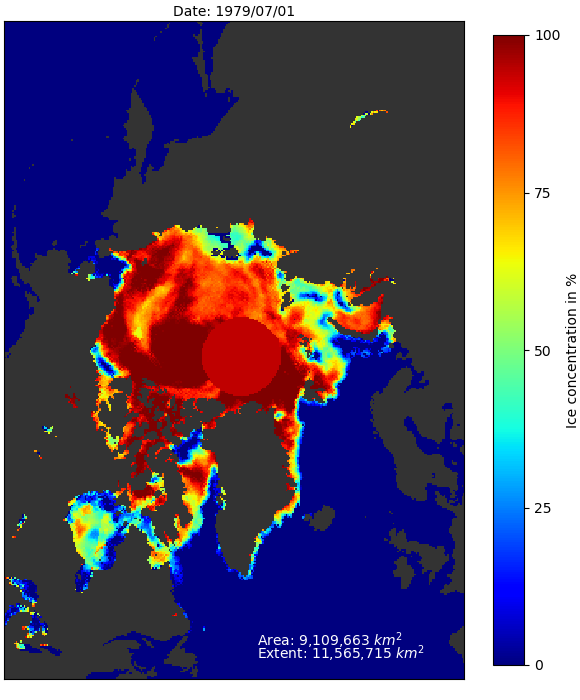 Date: 1979/07/01
100
75
50
25
0
Ice concentration in %
Area: 9,109,663 km²
Extent: 11,565,715 km²